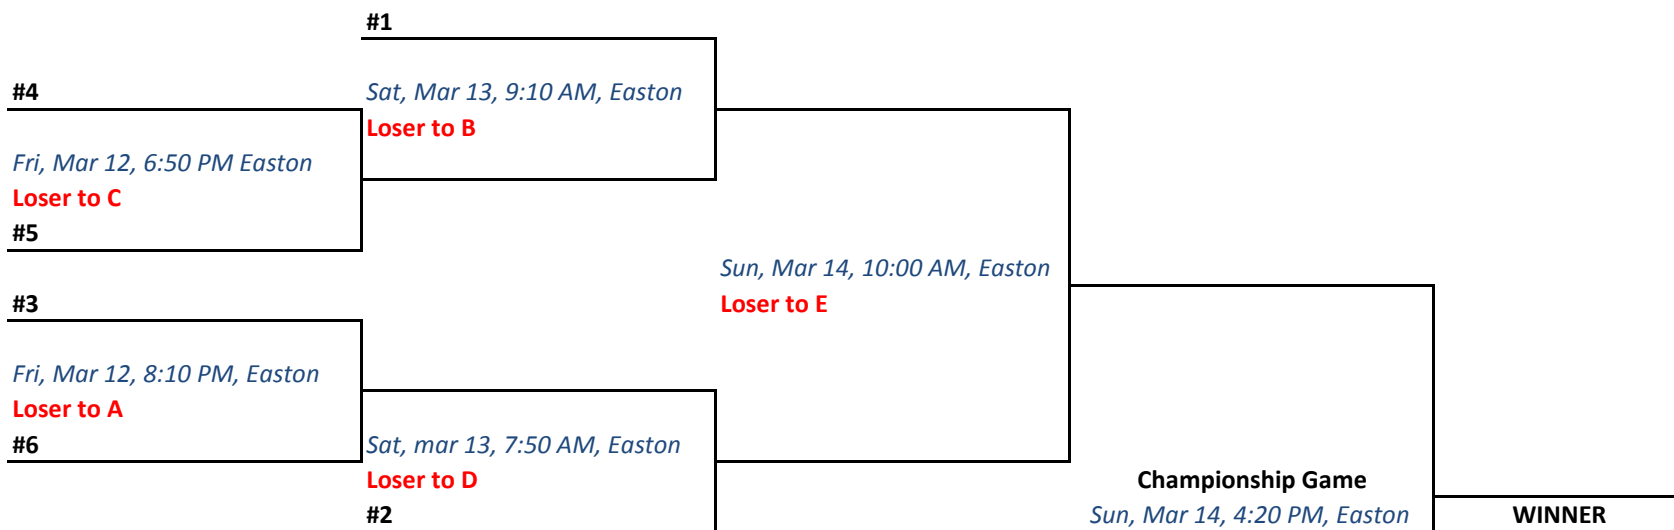 #1
#4
Sat, Mar 13, 9:10 AM, Easton
Loser to B
Fri, Mar 12, 6:50 PM Easton
Loser to C
#5
Sun, Mar 14, 10:00 AM, Easton
#3
Loser to E
Fri, Mar 12, 8:10 PM, Easton
Loser to A
#6
Sat, mar 13, 7:50 AM, Easton
Loser to D
Championship Game
#2
Sun, Mar 14, 4:20 PM, Easton
WINNER